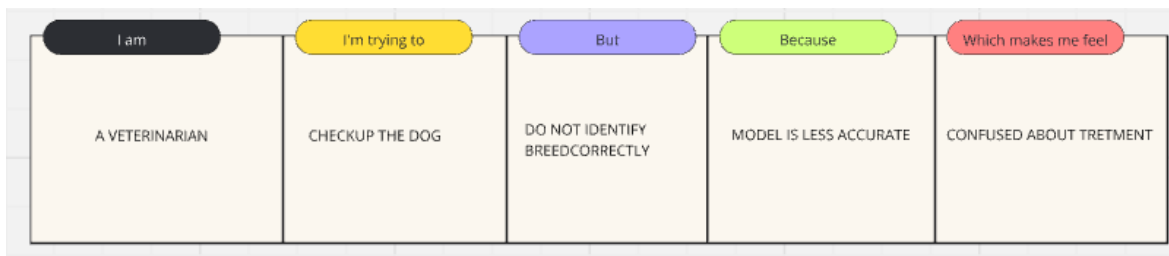 I am
I'm trying to
But
Because
Which makes me feel
A VETERINARIAN
CHECKUP THE DOG
DO NOT IDENTIFY
BREEDCORRECTLY
MODEL IS LESS ACCURATE
CONFUSED ABOUT TRETMENT